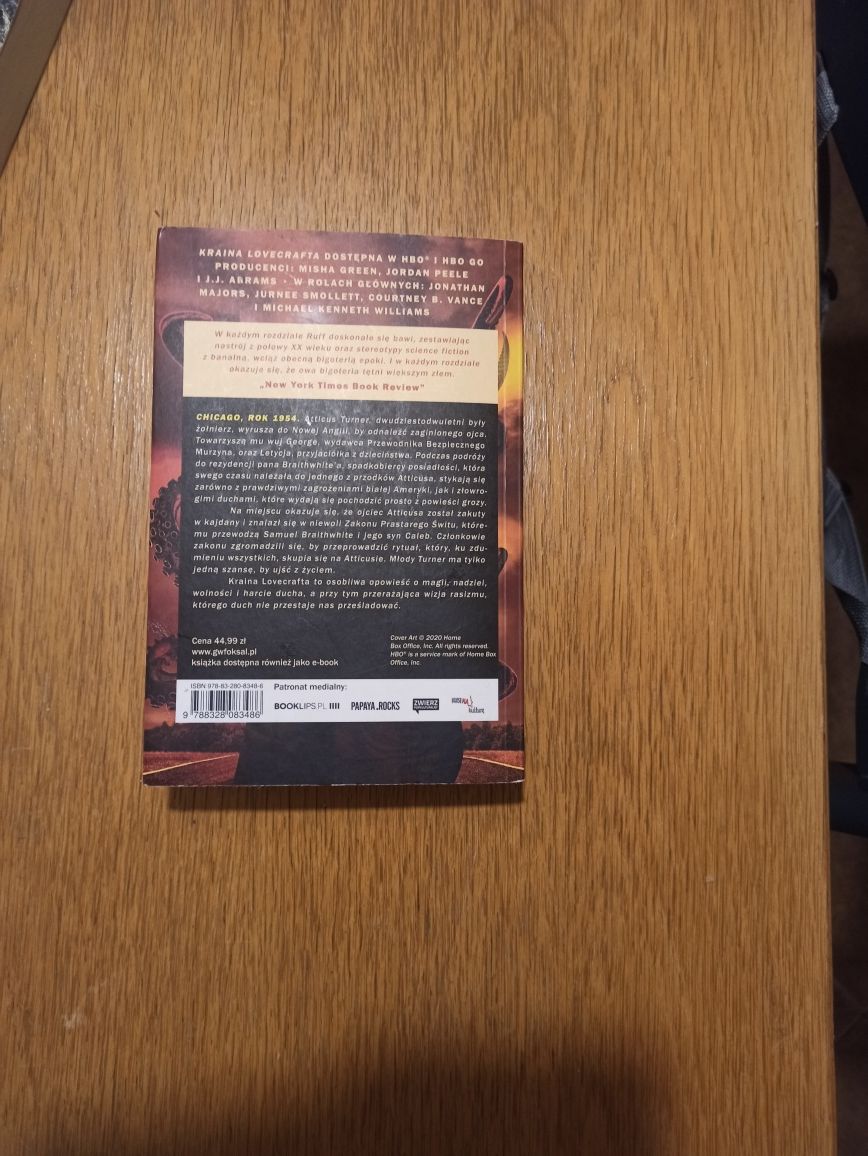 KRAINA LOVECRAFTA DOSTĘPNA W HBO® I HBO GO
PRODUCENCI: MISHA GREEN, JORDAN PEELE
I J.J. ABRAMS • W ROLACH GŁÓWNYCH: JONATHAN
MAJORS, JURNEE SMOLLETT, COURTNEY B. VANCE
I MICHAEL KENNETH WILLIAMS
W każdym rozdziale Ruff doskonale się bawi, zestawiając
nastrój z połowy XX wieku oraz stereotypy science fiction
z banalną, wciąż obecną bigoterią epoki. I w każdym rozdziale
okazuje się, że owa bigoteria tętni większym złem.
„New York Times Book Review"
CHICAGO, ROK 1954. Atticus Turner, dwudziestodwuletni były
żołnierz, wyrusza do Nowej Anglii, by odnaleźć zaginionego ojca.
Towarzyszą mu wuj George, wydawca Przewodnika Bezpiecznego
Murzyna, oraz Letycja, przyjaciółka z dzieciństwa. Podczas podróży
do rezydencji pana Braithwhite'a, spadkobiercy posiadłości, która
swego czasu należała do jednego z przodków Atticusa, stykają się
zarówno z prawdziwymi zagrożeniami białej Ameryki, jak i złowro-
gimi duchami, które wydają się pochodzić prosto z powieści grozy.
Na miejscu okazuje się, że ojciec Atticusa został zakuty
w kajdany i znalazł się w niewoli Zakonu Prastarego Świtu, które-
mu przewodzą Samuel Braithwhite i jego syn Caleb. Członkowie
zakonu zgromadzili się, by przeprowadzić rytuał, który, ku zdu-
mieniu wszystkich, skupia się na Atticusie. Młody Turner ma tylko
jedną szansę, by ujść z życiem.
Kraina Lovecrafta to osobliwa opowieść o magii, nadziei,
wolności i harcie ducha, a przy tym przerażająca wizja rasizmu,
którego duch nie przestaje nas prześladować.
Cena 44,99 zł
www.gwfoksal.pl
książka dostępna również jako e-book
Cover Art © 2020 Home
Box Office, Inc. All rights reserved.
HBO® is a service mark of Home Box
Office, Inc.
ISBN 978-83-280-8348-6
9 788328 083486
Patronat medialny:
BOOKLIPS.PL
PAPAYA.ROCKS
ZWIERZ
POPKULTURALNY
kulturę